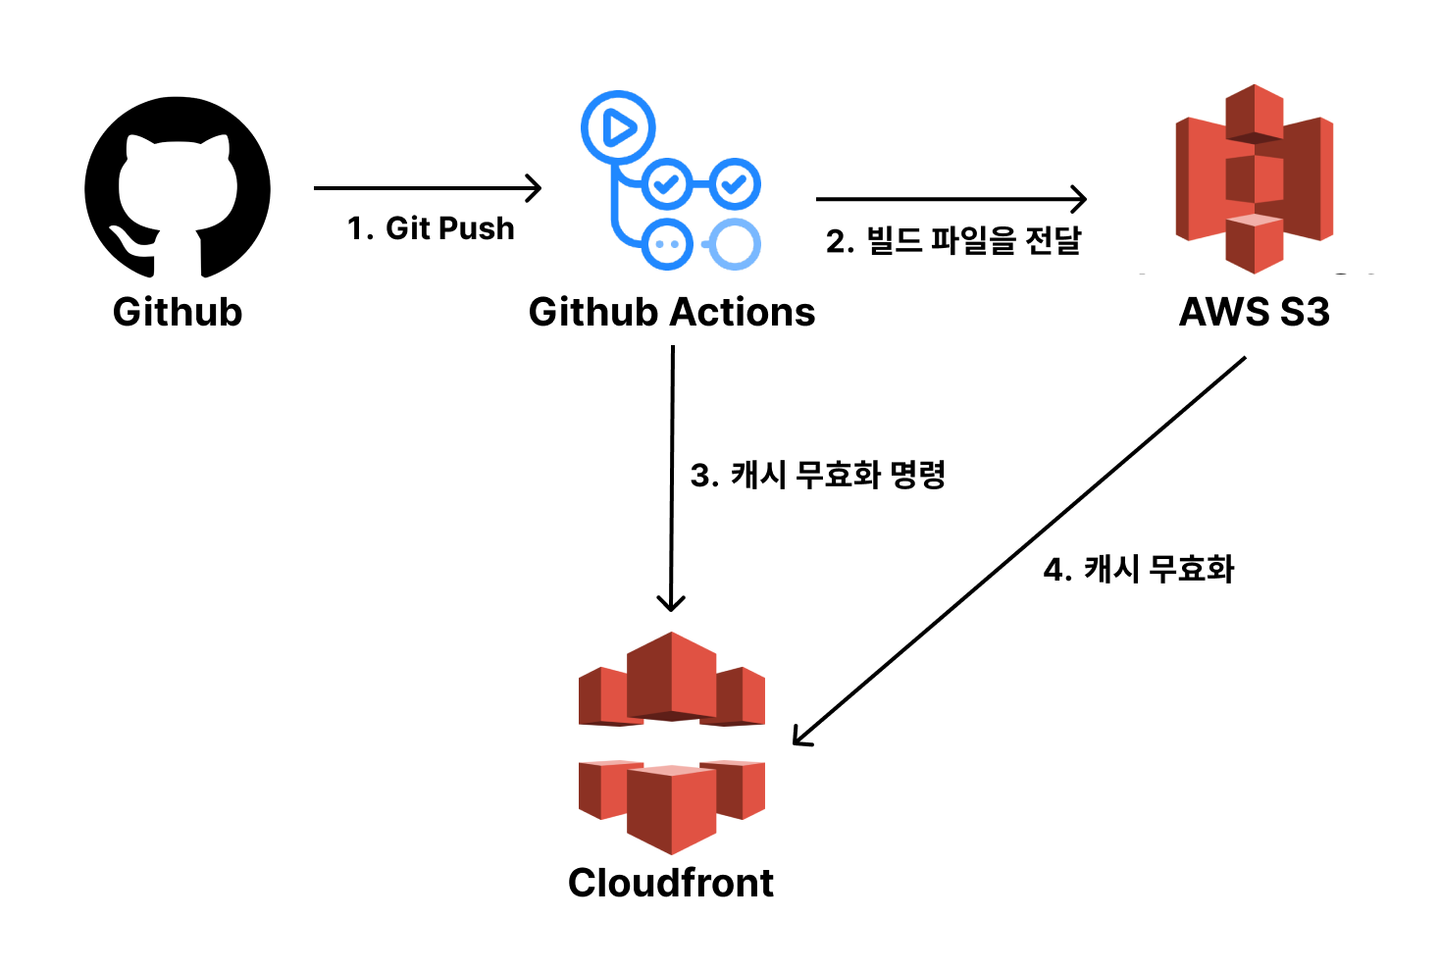 1. Git Push
2. 빌드 파일을 전달
Github
Github Actions
AWS S3
3. 캐시 무효화 명령
4. 캐시 무효화
Cloudfront